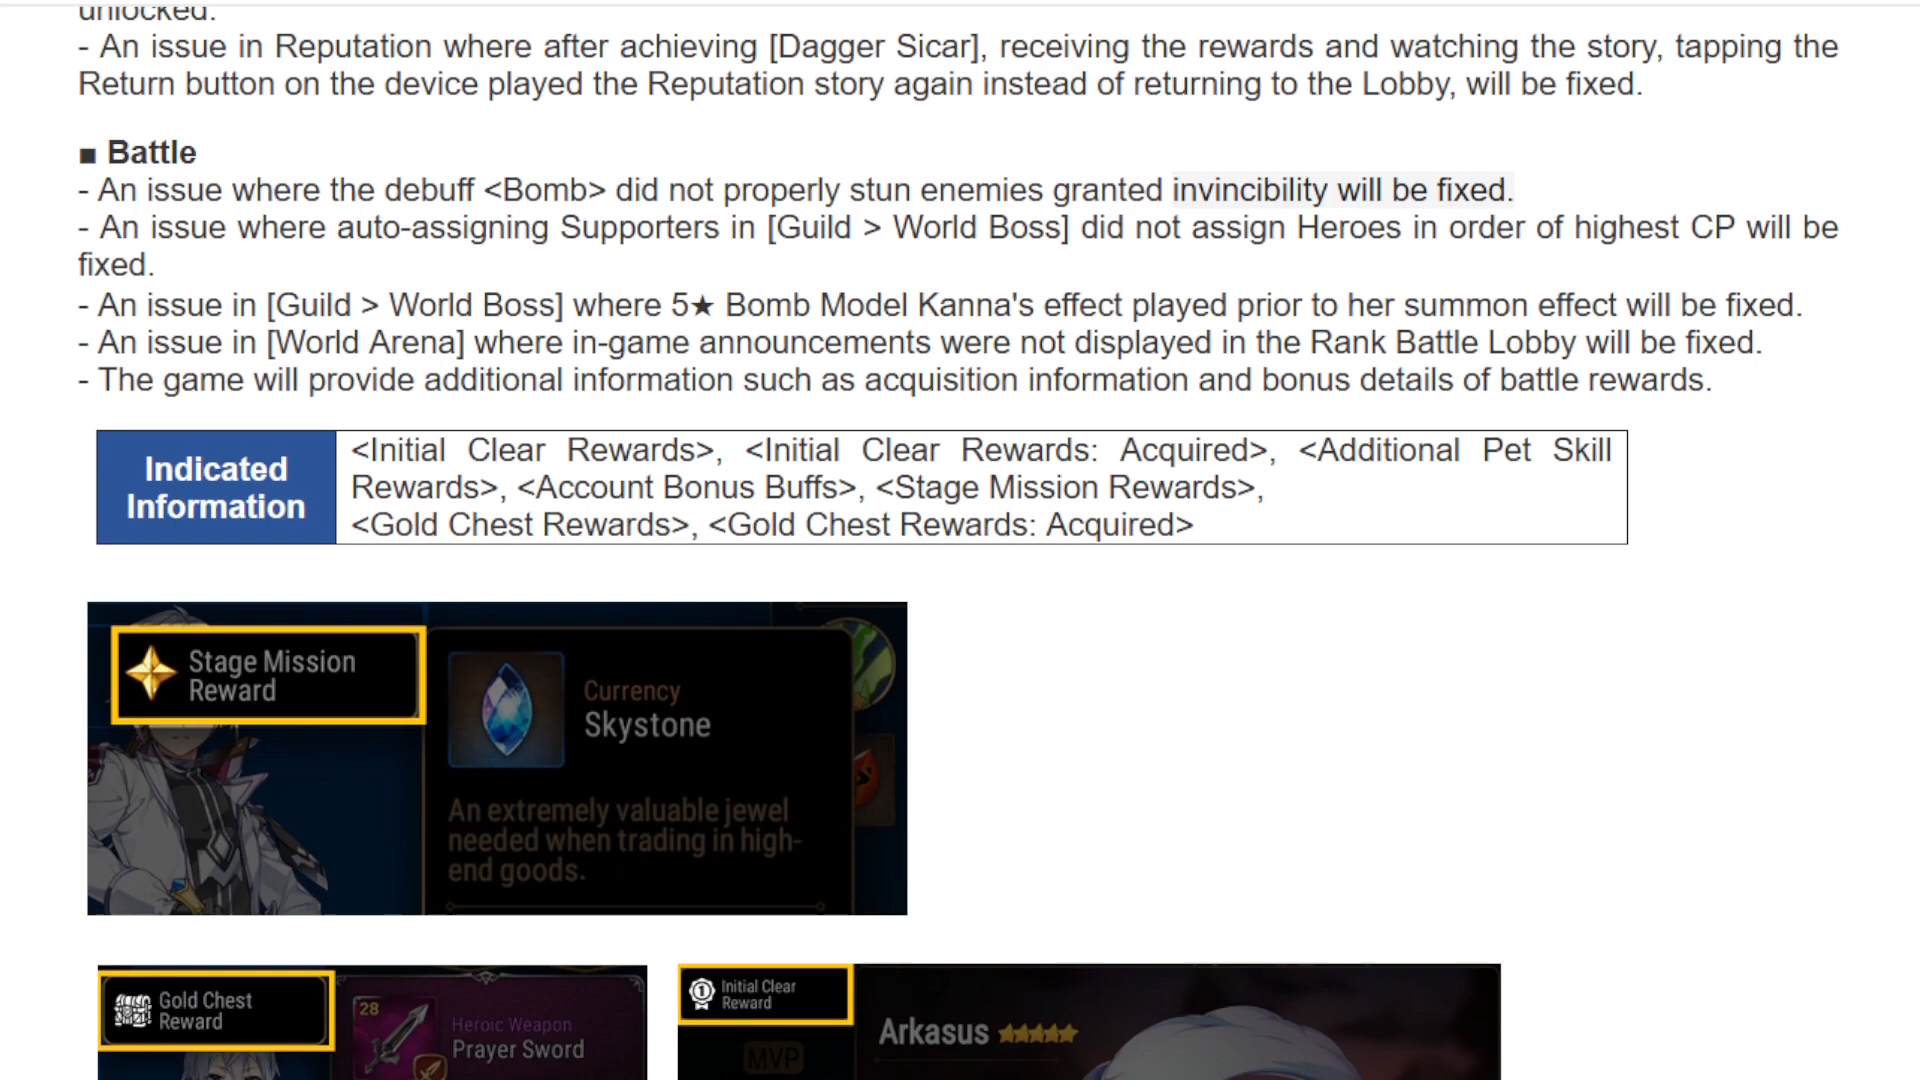 unlocked.
- An issue in Reputation where after achieving [Dagger Sicar], receiving the rewards and watching the story, tapping the
Return button on the device played the Reputation story again instead of returning to the Lobby, will be fixed.
■ Battle
- An issue where the debuff <Bomb> did not properly stun enemies granted invincibility will be fixed.
- An issue where auto-assigning Supporters in [Guild > World Boss] did not assign Heroes in order of highest CP will be
fixed.
- An issue in [Guild > World Boss] where 5★ Bomb Model Kanna's effect played prior to her summon effect will be fixed.
- An issue in [World Arena] where in-game announcements were not displayed in the Rank Battle Lobby will be fixed.
- The game will provide additional information such as acquisition information and bonus details of battle rewards.
Indicated
Information
<Initial Clear Rewards>, <Initial Clear Rewards: Acquired>, <Additional Pet Skill
Rewards>, <Account Bonus Buffs>, <Stage Mission Rewards>,
<Gold Chest Rewards>, <Gold Chest Rewards: Acquired>
Stage Mission
Reward
Currency
Skystone
An extremely valuable jewel
needed when trading in high-
end goods.
Gold Chest
Reward
28
Heroic Weapon
Prayer Sword
1
Initial Clear
Reward
MVP
Arkasus ★★★★★